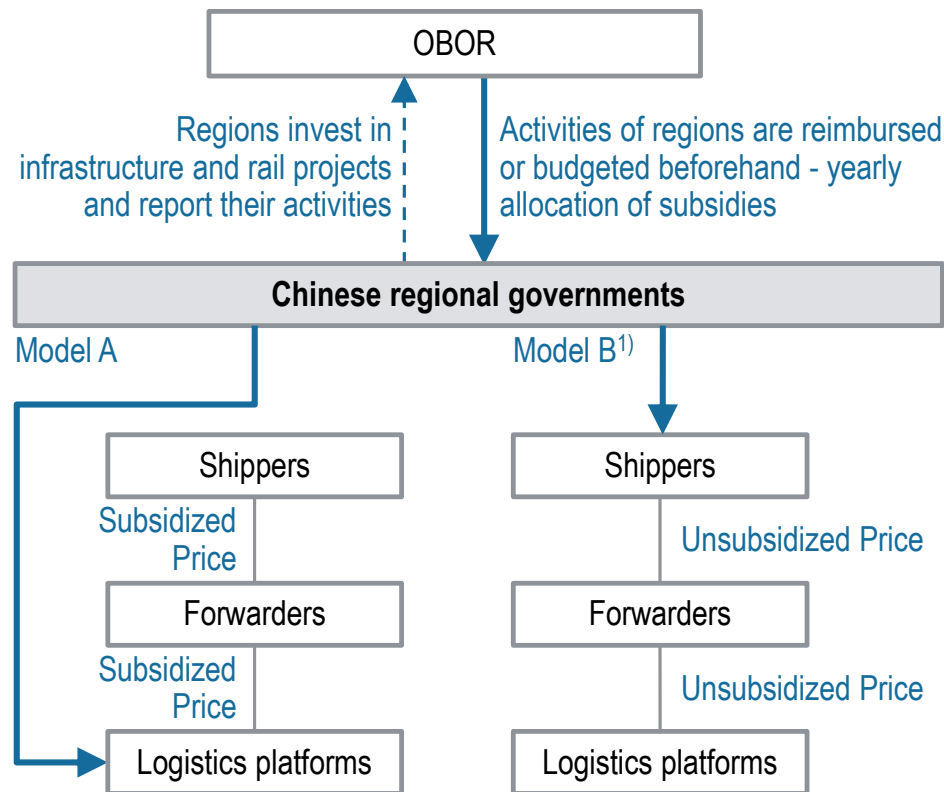 OBOR
Regions invest in
infrastructure and rail projects
and report their activities
Activities of regions are reimbursed
or budgeted beforehand - yearly
allocation of subsidies
Chinese regional governments
Model A
Model B1)
Shippers
Subsidized
Price
Forwarders
Subsidized
Price
Logistics platforms
Shippers
Unsubsidized Price
Forwarders
Unsubsidized Price
Logistics platforms